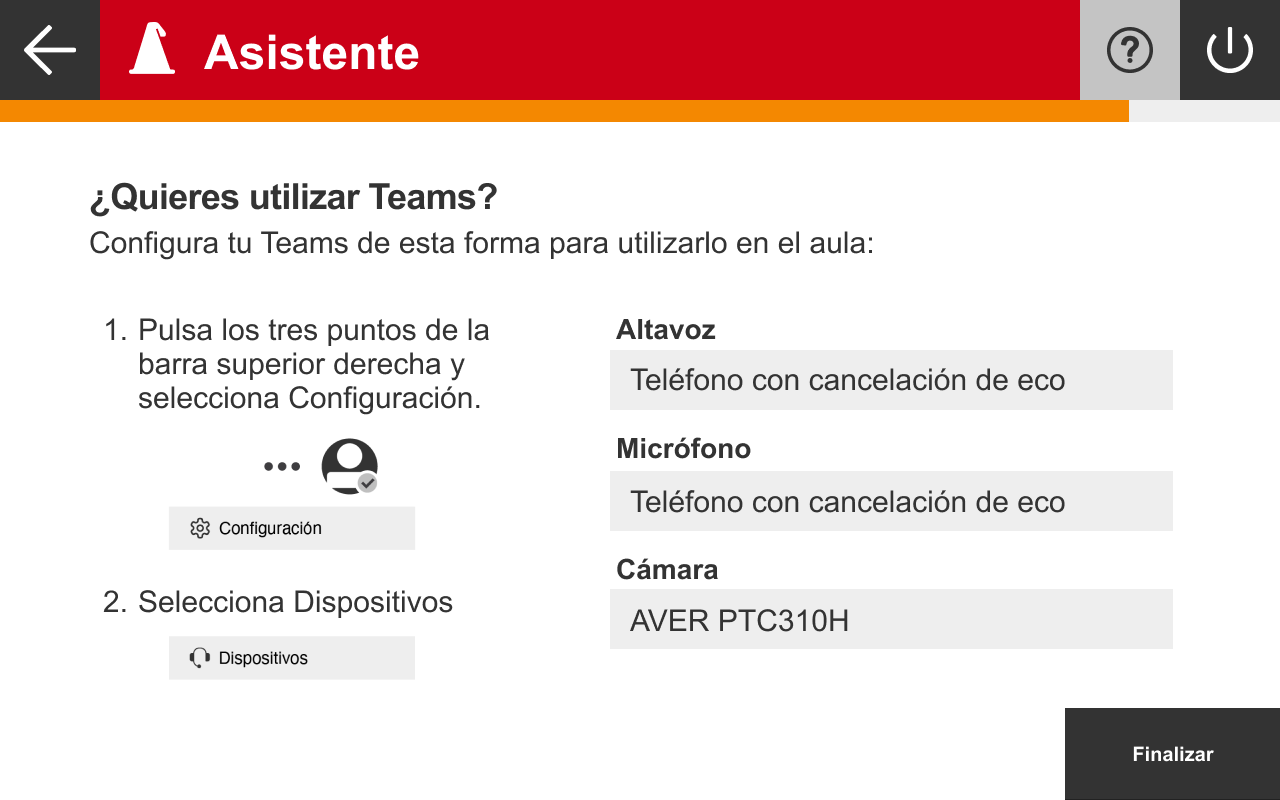 Asistente
¿Quieres utilizar Teams?
Configura tu Teams de esta forma para utilizarlo en el aula:
1. Pulsa los tres puntos de la
barra superior derecha y
selecciona Configuración.
Configuración
2. Selecciona Dispositivos
Dispositivos
Altavoz
Teléfono con cancelación de eco
Micrófono
Teléfono con cancelación de eco
Cámara
AVER PTC310H
Finalizar